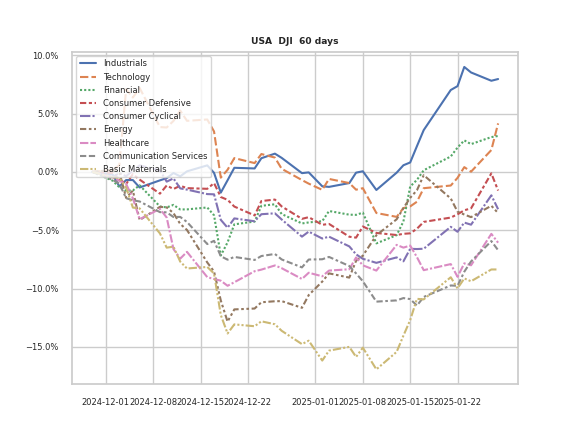 USA DJI 60 days
10.0%
5.0%
0.0%
−5.0%
−10.0%
−15.0%
Industrials
Technology
Financial
Consumer Defensive
Consumer Cyclical
Energy
Healthcare
Communication Services
Basic Materials
2024-12-01 2024-12-08 2024-12-15 2024-12-22 2025-01-01 2025-01-08 2025-01-15 2025-01-22